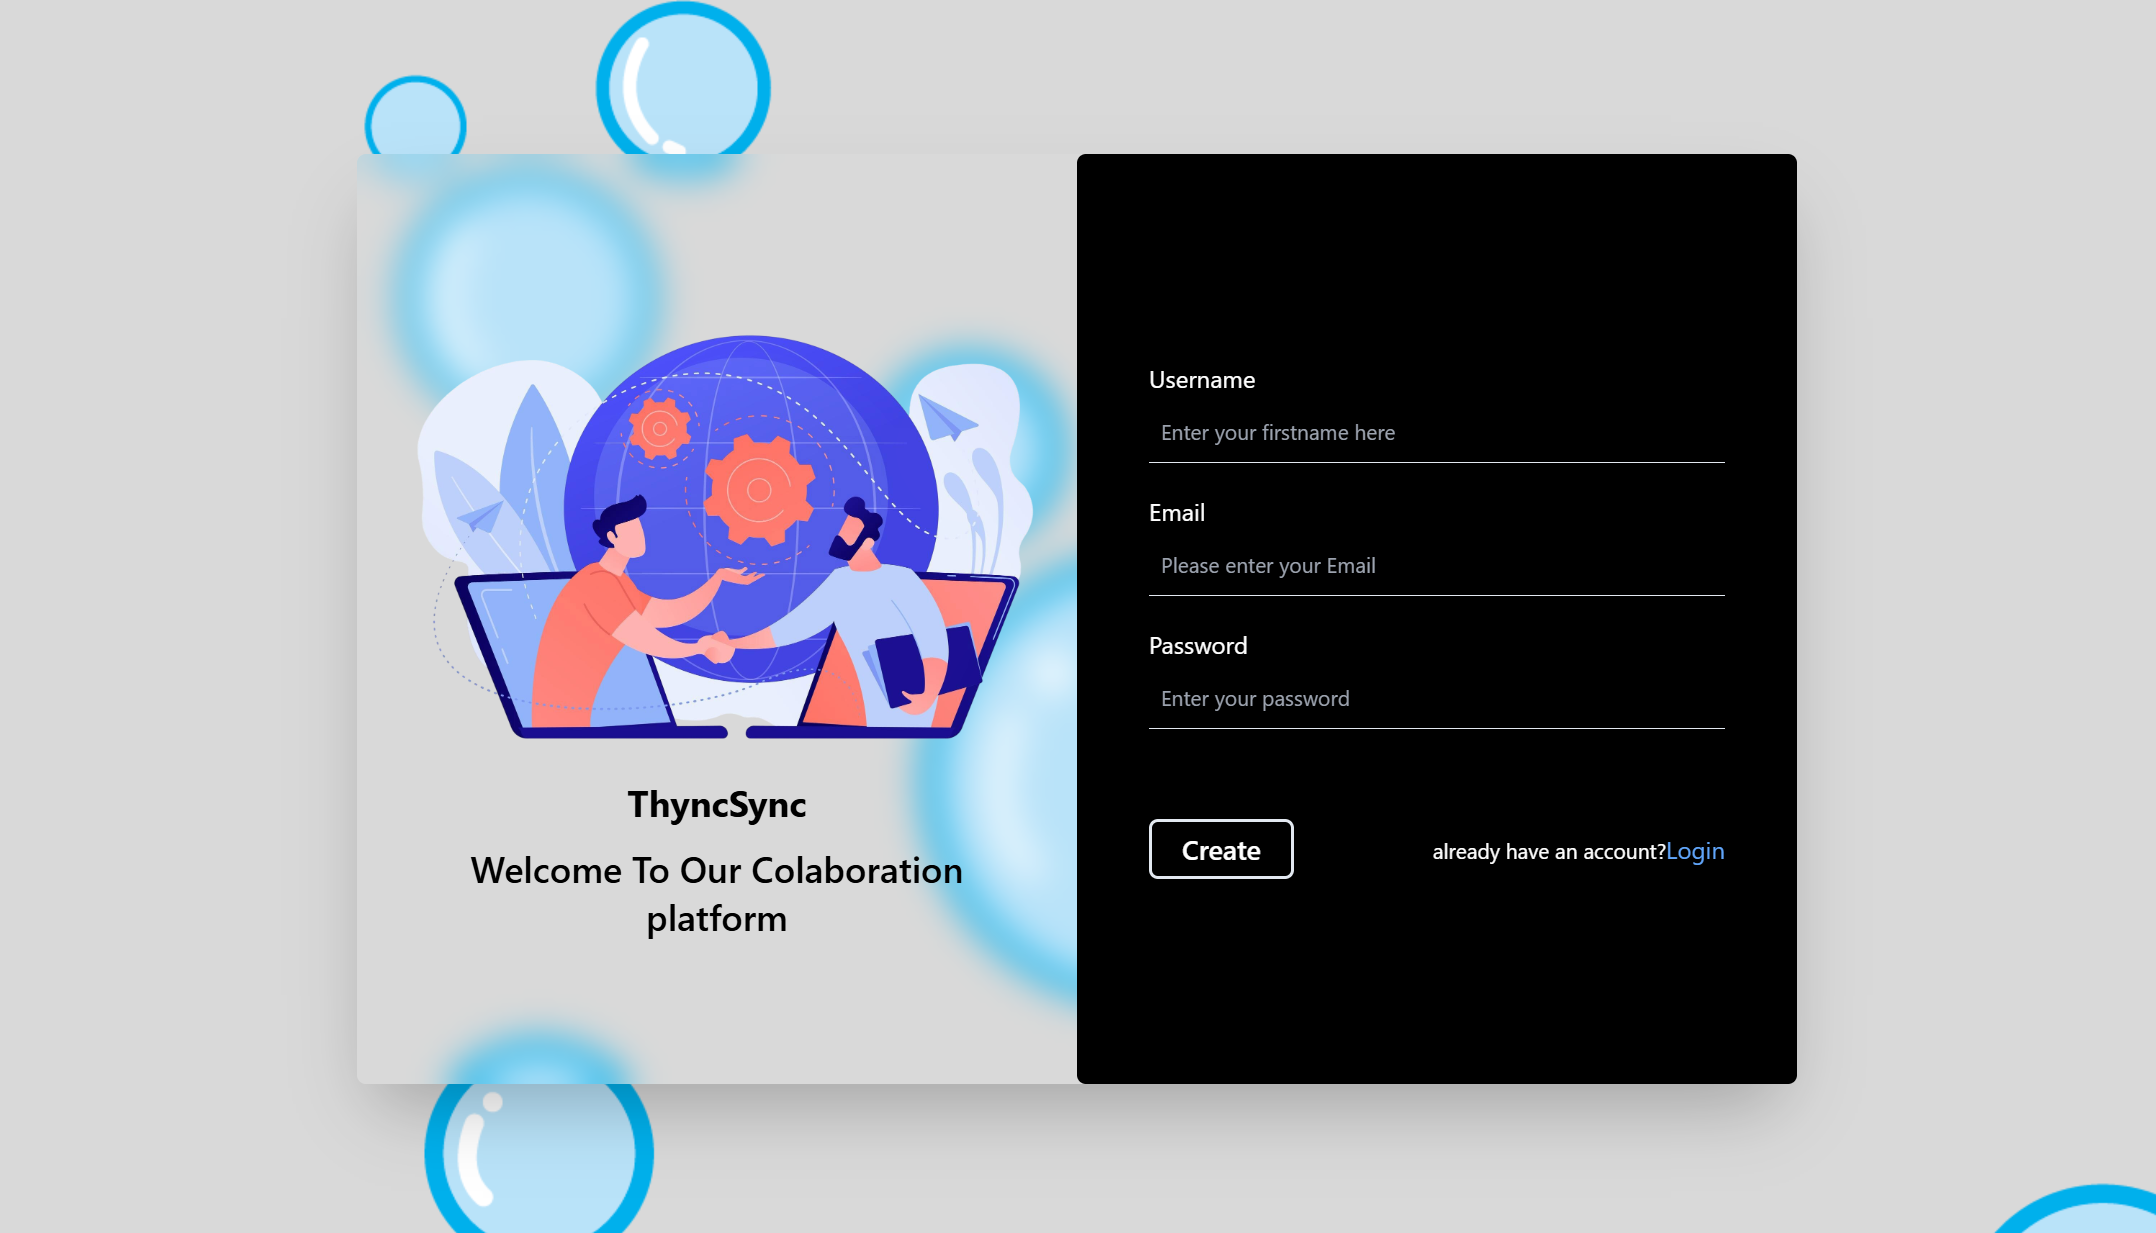 ThyncSync
Welcome To Our Colaboration
platform
Username
Enter your firstname here
Email
Please enter your Email
Password
Enter your password
Create
already have an account?Login